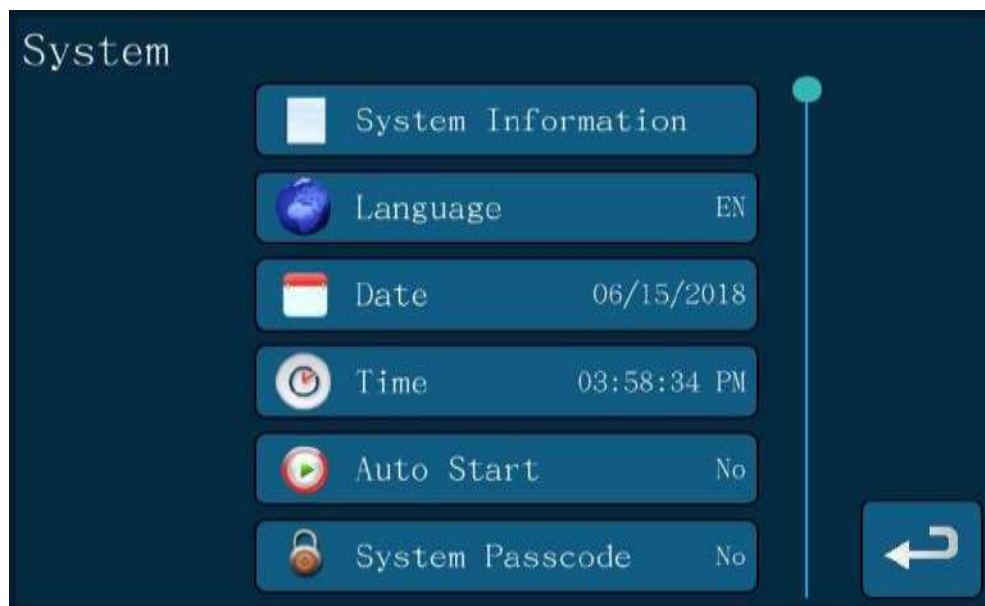 System
System Information
Language EN
Date 06/15/2018
Time 03:58:34 PM
Auto Start No
System Passcode No